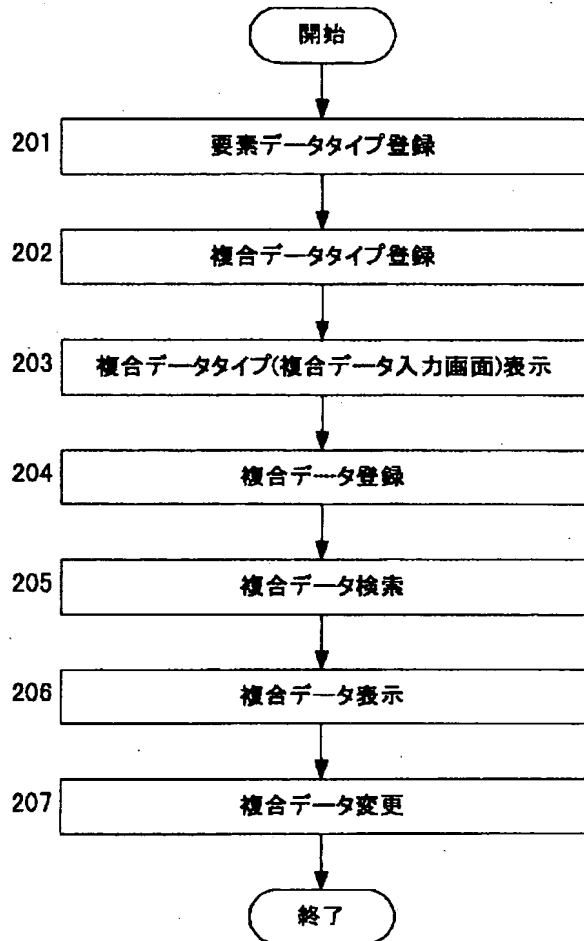 開始
201 要素データタイプ登録
202 複合データタイプ登録
203 複合データタイプ(複合データ入力画面)表示
204 複合データ登録
205 複合データ検索
206 複合データ表示
207 複合データ変更
終了